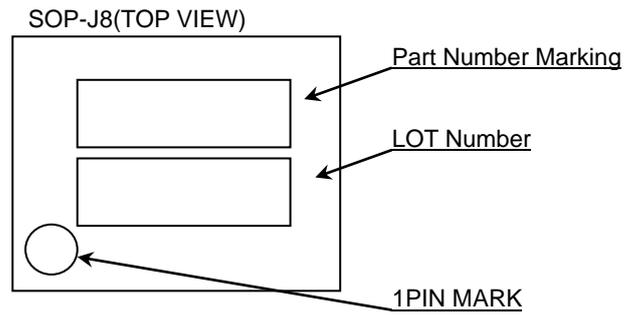 SOP-J8(TOP VIEW)
Part Number Marking
LOT Number
1PIN MARK